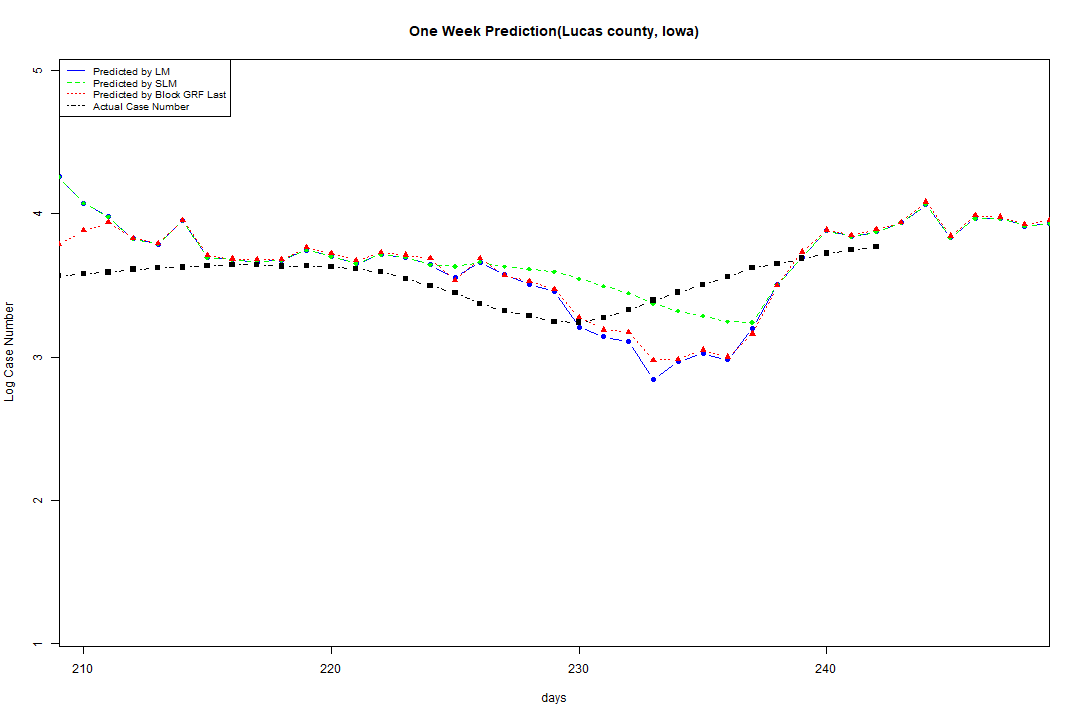 One Week Prediction(Lucas county, Iowa)
Predicted by LM
Predicted by SLM
Predicted by Block GRF Last
Actual Case Number
5
4
3
2
1
Log Case Number
210 220 230 240
days